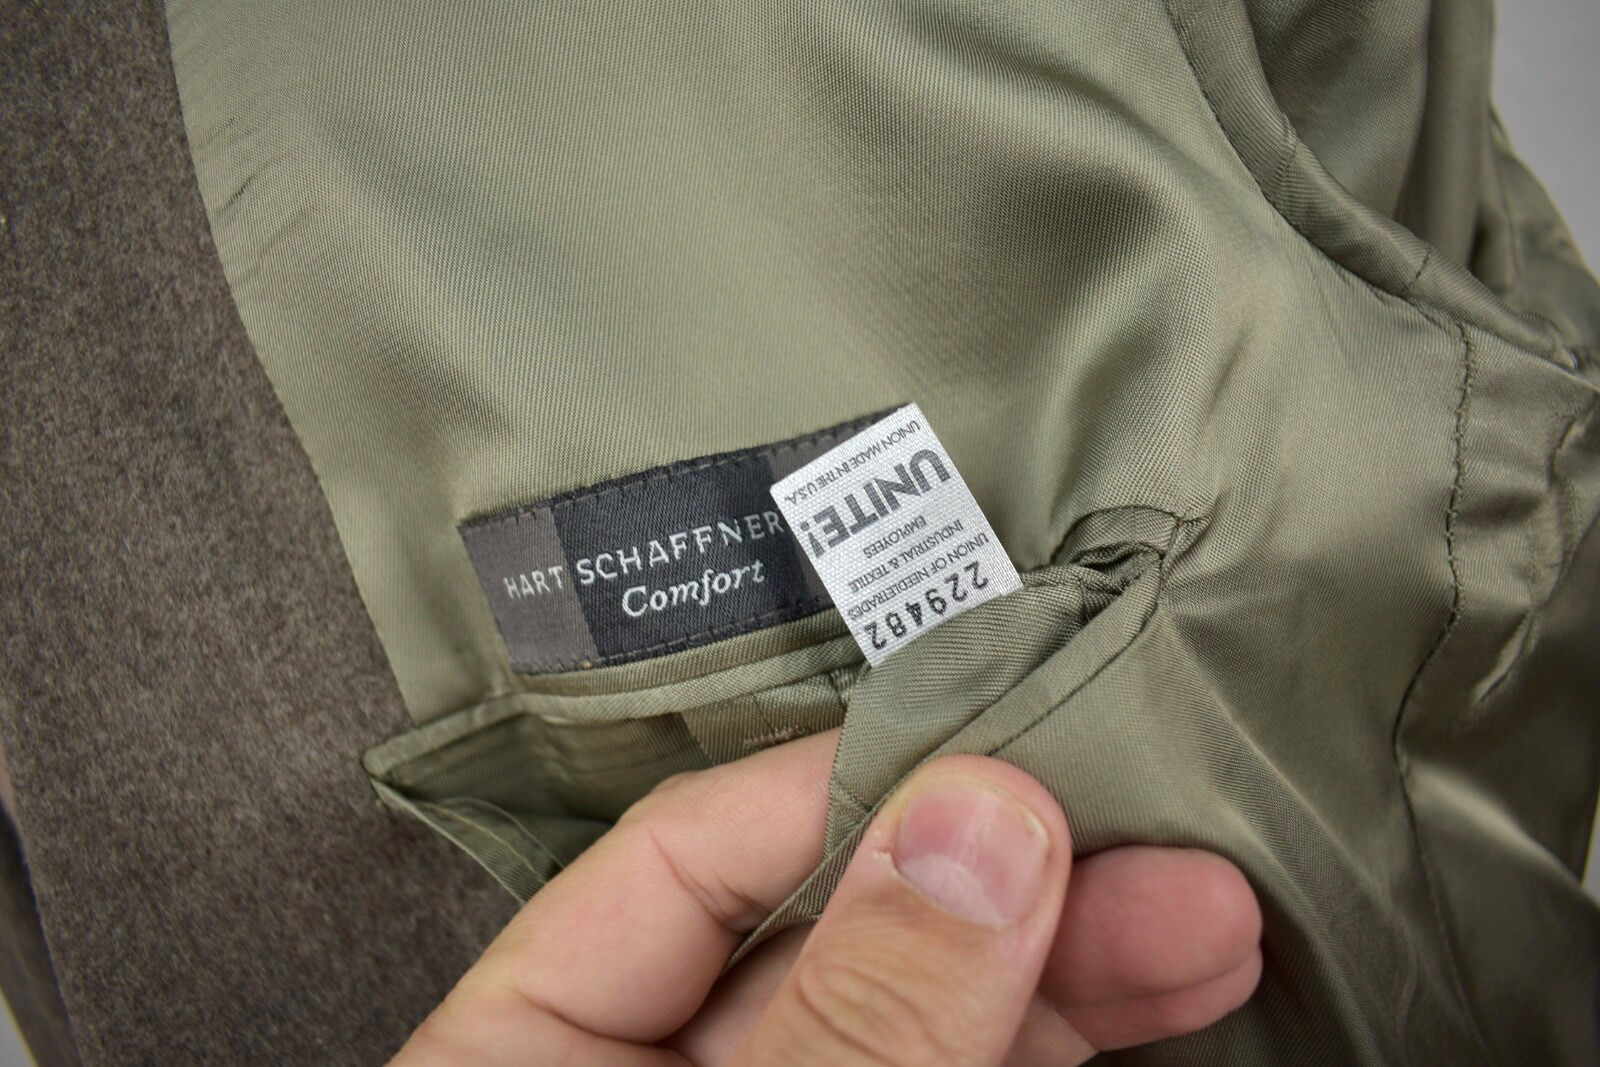 HART SCHAFFNER
Comfort
229482
UNION OF NEEDLETRADES
INDUSTRIAL & TEXTILE
EMPLOYEES
UNITE!
UNION MADE IN THE U.S.A.